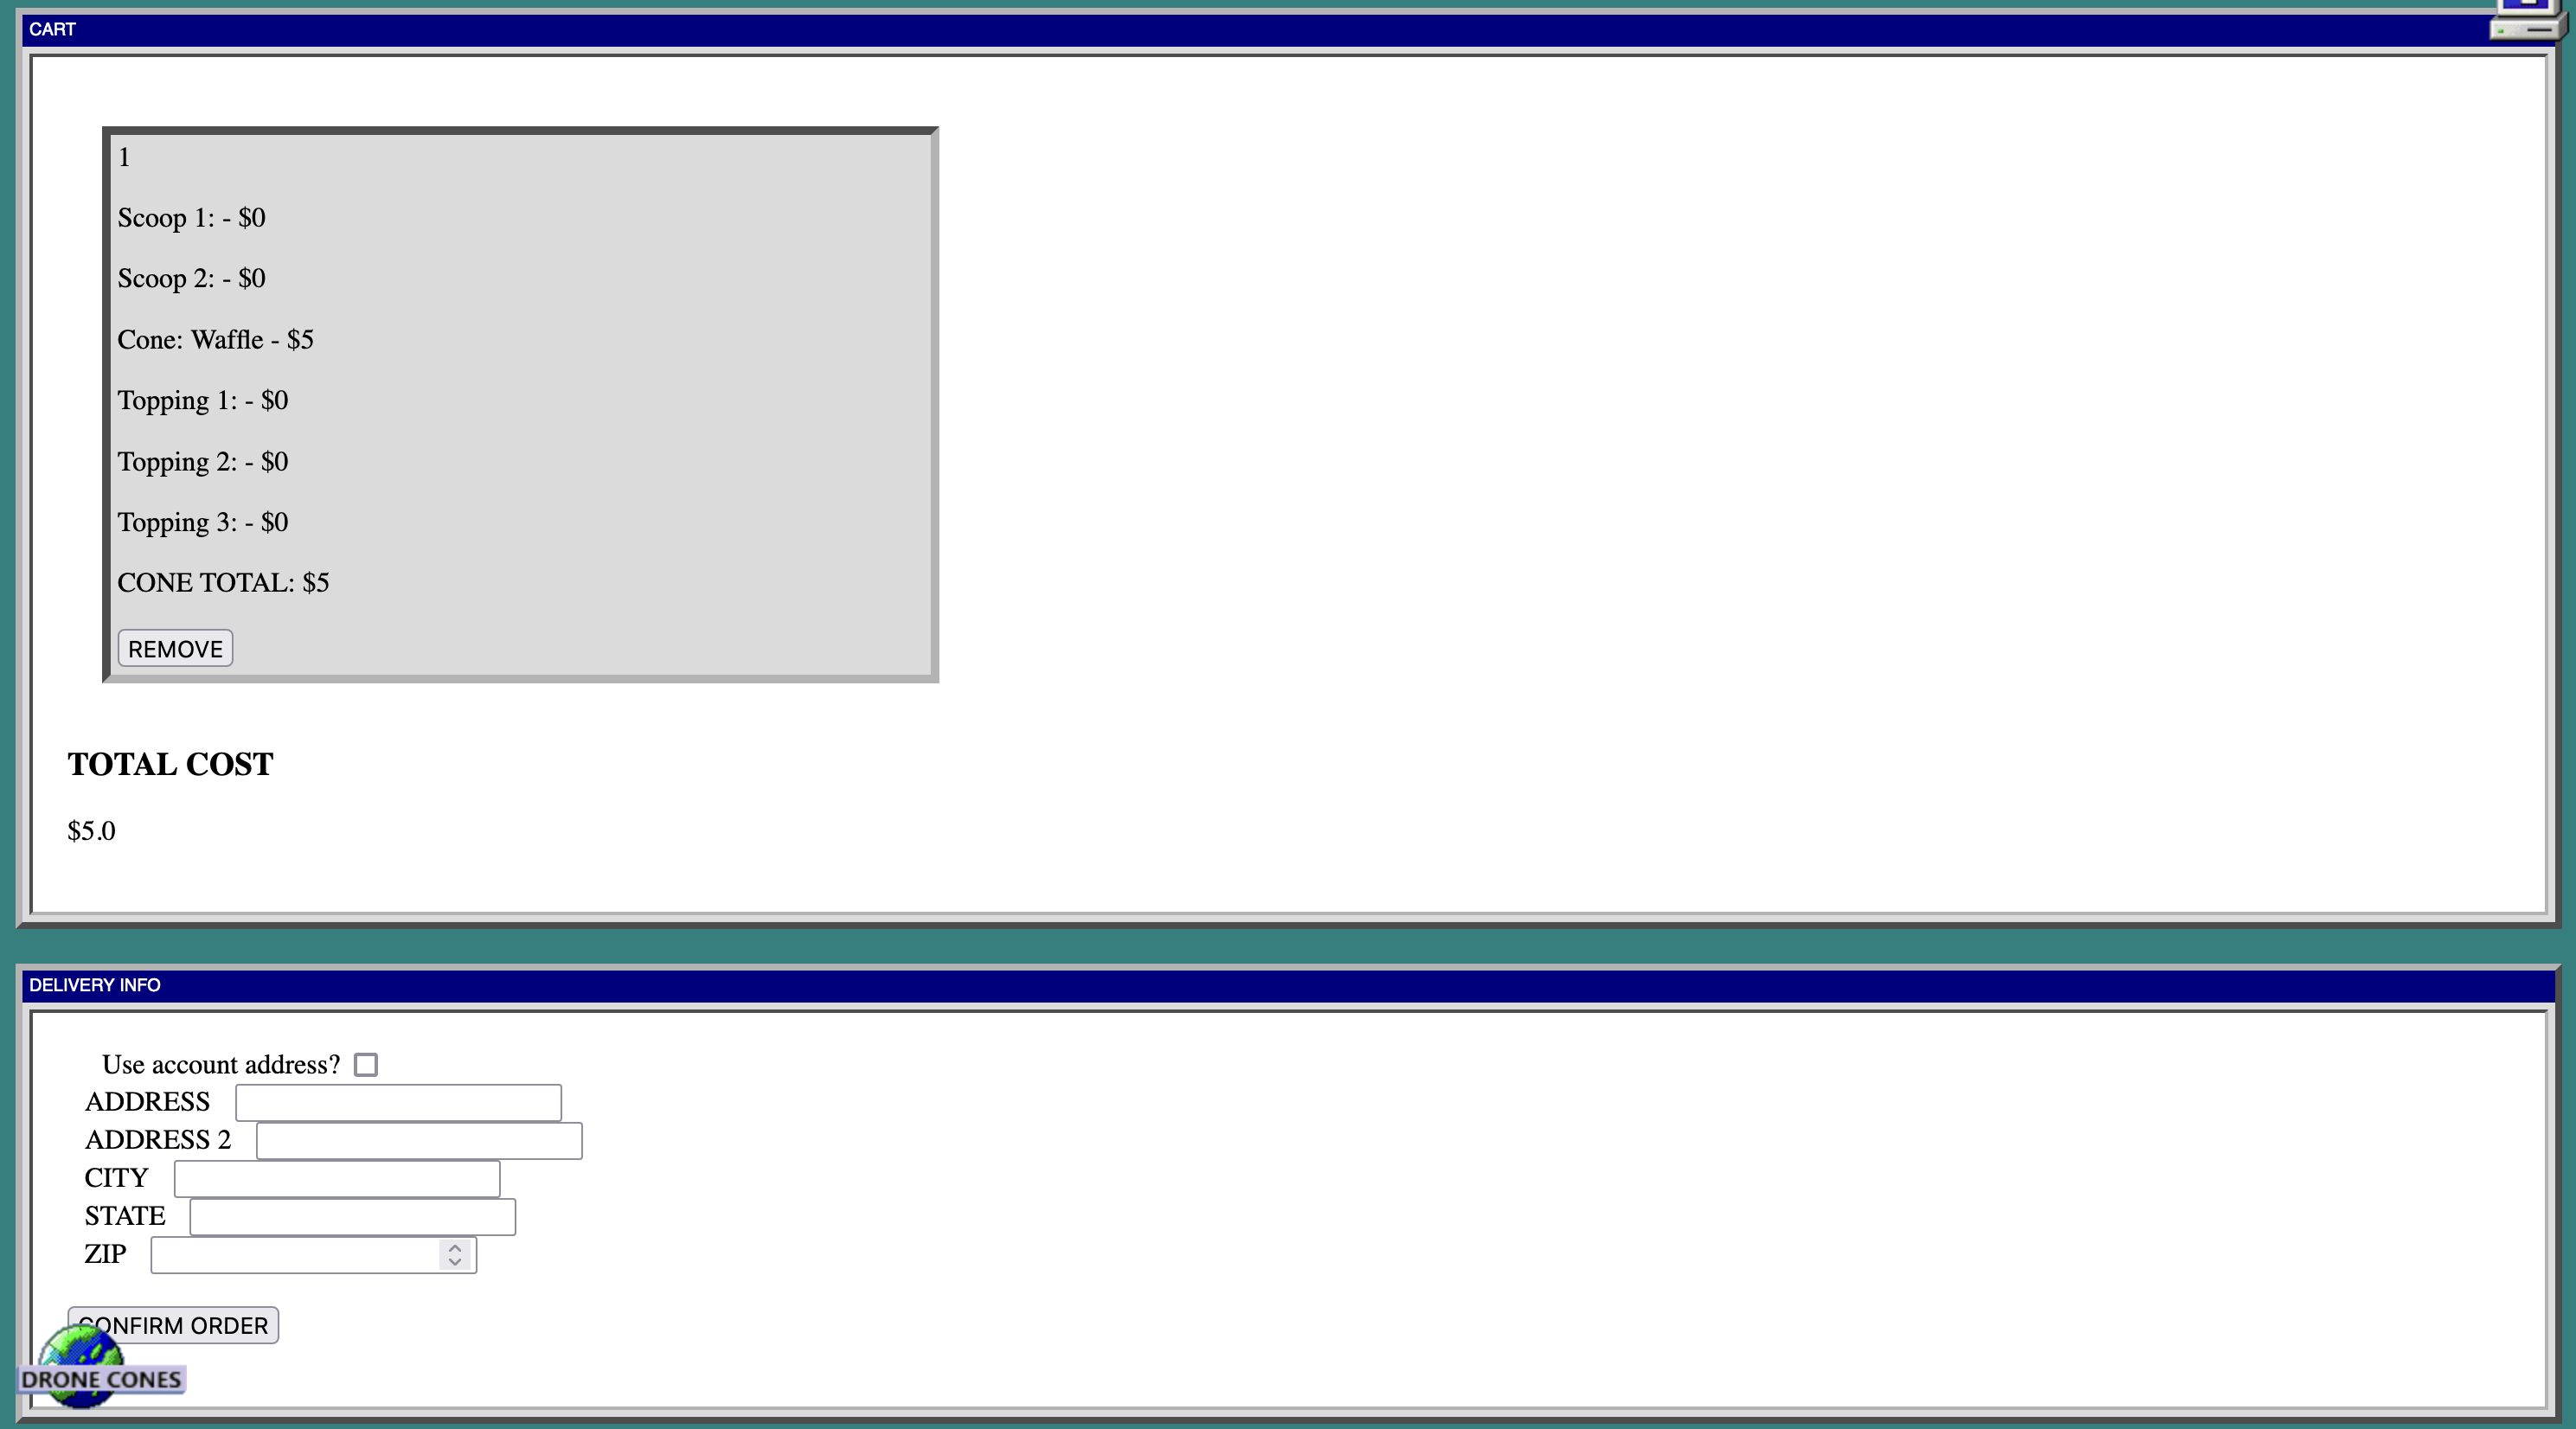 CART
1
Scoop 1: - $0
Scoop 2: - $0
Cone: Waffle - $5
Topping 1: - $0
Topping 2: - $0
Topping 3: - $0
CONE TOTAL: $5
REMOVE
TOTAL COST
$5.0
DELIVERY INFO
Use account address?
ADDRESS
ADDRESS 2
CITY
STATE
ZIP
CONFIRM ORDER
DRONE CONES